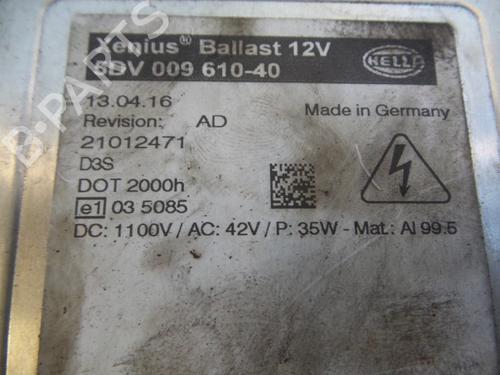 Xenius® Ballast 12V
5DV 009 610-40
HELLA
13.04.16
Made in Germany
Revision: AD
21012471
D3S
DOT 2000h
e1 03 5085
DC: 1100V / AC: 42V / P: 35W - Mat.: Al 99.5
B-PARTS